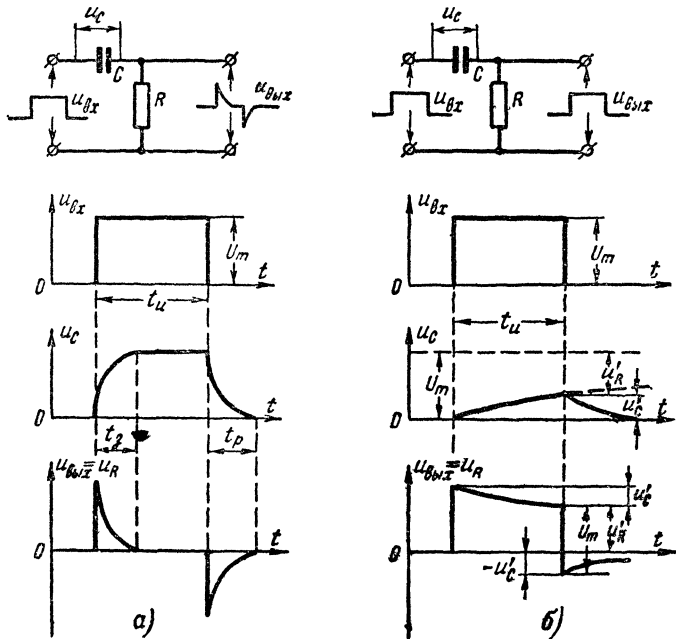 u_C
C
R
u_вх
u_вых
u_C
C
R
u_вх
u_вых
u_вх
U_m
t
0
t_и
u_вх
U_m
t
0
t_и
u_C
t
0
t_з
t_р
u_C
U_m
u'_R
u'_C
t
0
u_вых≡u_R
t
0
а)
u_вых=u_R
u'_C
U_m
u'_R
t
0
-u'_C
б)